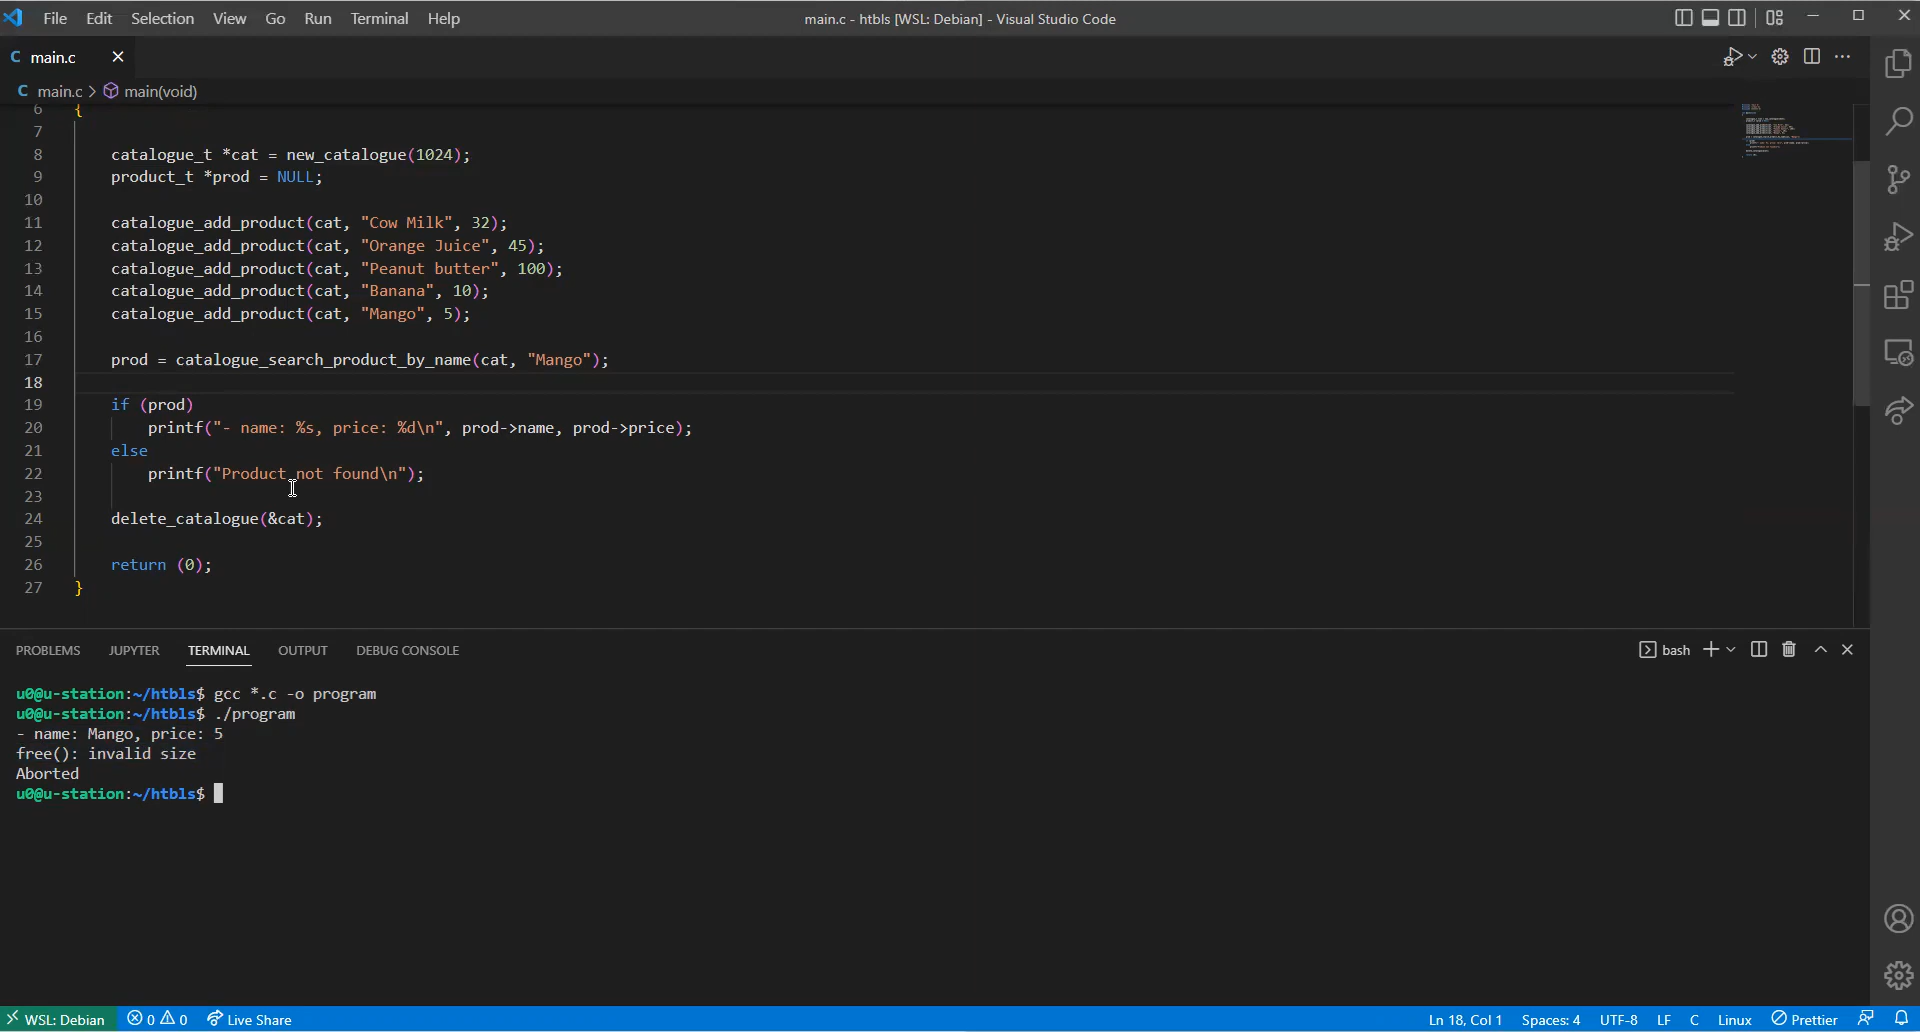 File Edit Selection View Go Run Terminal Help main.c - htbls [WSL: Debian] - Visual Studio Code
C main.c
C main.c > main(void)
6 {
7
8 catalogue_t *cat = new_catalogue(1024);
9 product_t *prod = NULL;
10
11 catalogue_add_product(cat, "Cow Milk", 32);
12 catalogue_add_product(cat, "Orange Juice", 45);
13 catalogue_add_product(cat, "Peanut butter", 100);
14 catalogue_add_product(cat, "Banana", 10);
15 catalogue_add_product(cat, "Mango", 5);
16
17 prod = catalogue_search_product_by_name(cat, "Mango");
18
19 if (prod)
20 printf("- name: %s, price: %d\n", prod->name, prod->price);
21 else
22 printf("Product not found\n");
23
24 delete_catalogue(&cat);
25
26 return (0);
27 }
PROBLEMS JUPYTER TERMINAL OUTPUT DEBUG CONSOLE bash
u0@u-station:~/htbls$ gcc *.c -o program
u0@u-station:~/htbls$ ./program
- name: Mango, price: 5
free(): invalid size
Aborted
u0@u-station:~/htbls$
WSL: Debian 0 0 Live Share Ln 18, Col 1 Spaces: 4 UTF-8 LF C Linux Prettier